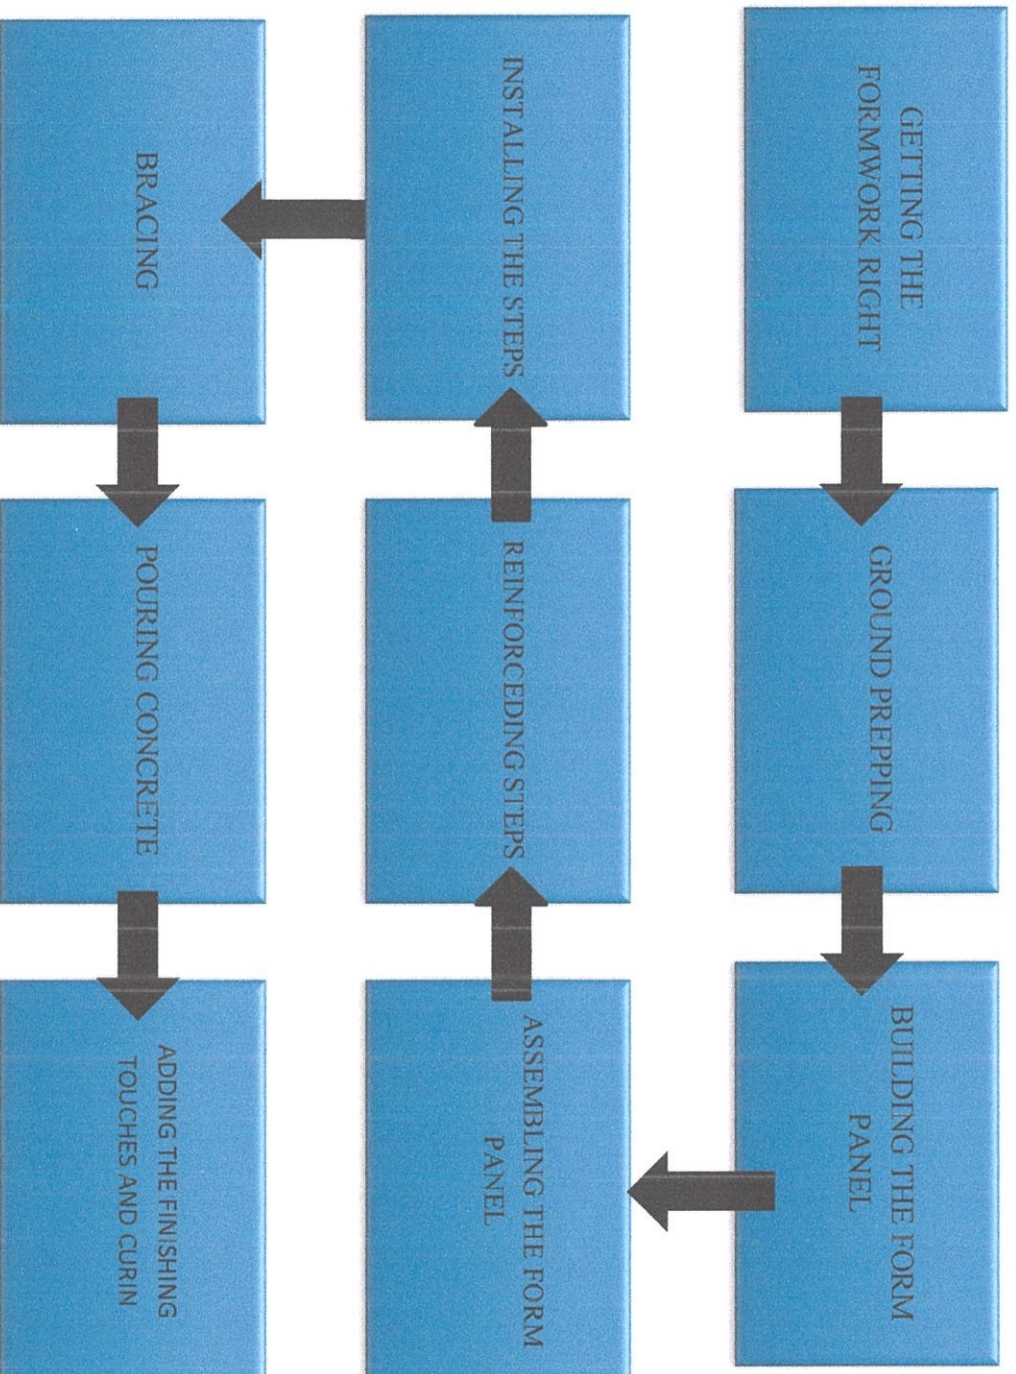 GETTING THE
FORMWORK RIGHT
GROUND PREPPING
BUILDING THE FORM
PANEL
ASSEMBLING THE FORM
PANEL
REINFORCEDING STEPS
INSTALLING THE STEPS
BRACING
POURING CONCRETE
ADDING THE FINISHING
TOUCHES AND CURIN